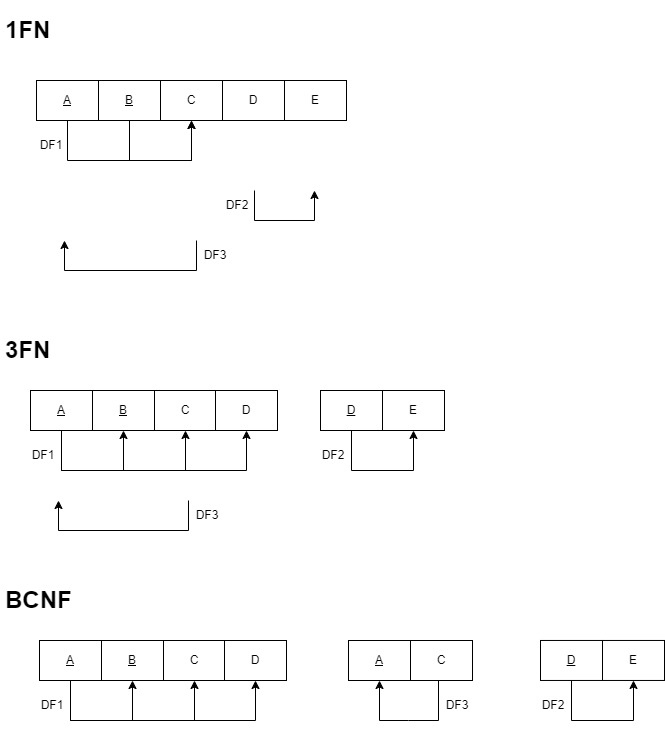 1FN
A B C D E
DF1
DF2
DF3
3FN
A B C D D E
DF1 DF2
DF3
BCNF
A B C D A C D E
DF1 DF3 DF2